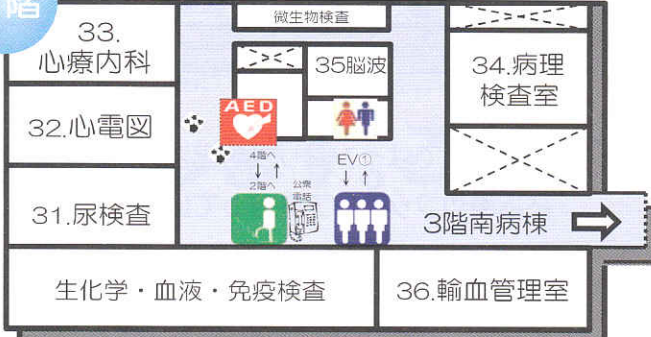 階
33.
心療内科
微生物検査
35脳波
34.病理
検査室
AED
32.心電図
4階へ
2階へ
公衆
電話
EV①
31.尿検査
3階南病棟
生化学・血液・免疫検査
36.輸血管理室